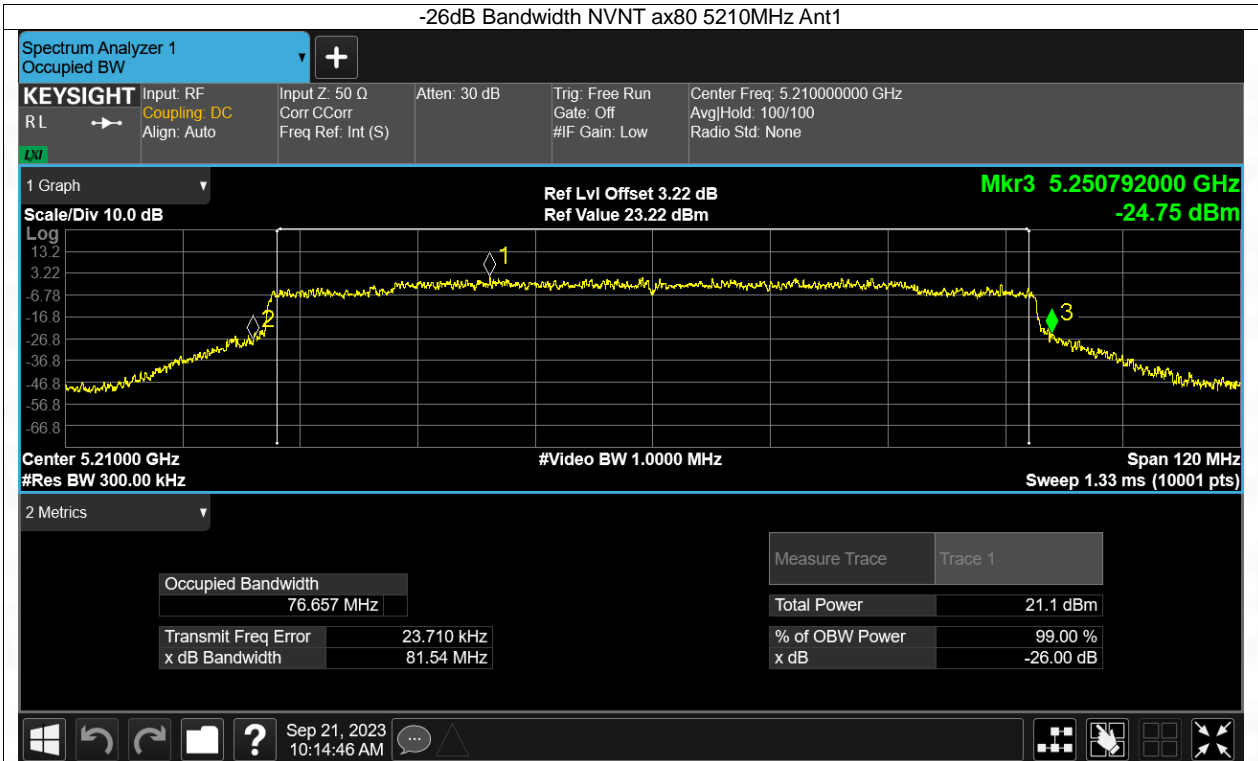 -26dB Bandwidth NVNT ax80 5210MHz Ant1
Spectrum Analyzer 1
Occupied BW
KEYSIGHT
R L
LXI
Input: RF
Coupling: DC
Align: Auto
Input Z: 50 Ω
Corr CCorr
Freq Ref: Int (S)
Atten: 30 dB
Trig: Free Run
Gate: Off
#IF Gain: Low
Center Freq: 5.210000000 GHz
Avg|Hold: 100/100
Radio Std: None
1 Graph
Scale/Div 10.0 dB
Ref Lvl Offset 3.22 dB
Ref Value 23.22 dBm
Mkr3 5.250792000 GHz
-24.75 dBm
Log
13.2
3.22
-6.78
-16.8
-26.8
-36.8
-46.8
-56.8
-66.8
1
2
3
Center 5.21000 GHz
#Video BW 1.0000 MHz
Span 120 MHz
#Res BW 300.00 kHz
Sweep 1.33 ms (10001 pts)
2 Metrics
Measure Trace Trace 1
Occupied Bandwidth
76.657 MHz
Total Power 21.1 dBm
Transmit Freq Error 23.710 kHz
% of OBW Power 99.00 %
x dB Bandwidth 81.54 MHz
x dB -26.00 dB
?
Sep 21, 2023
10:14:46 AM